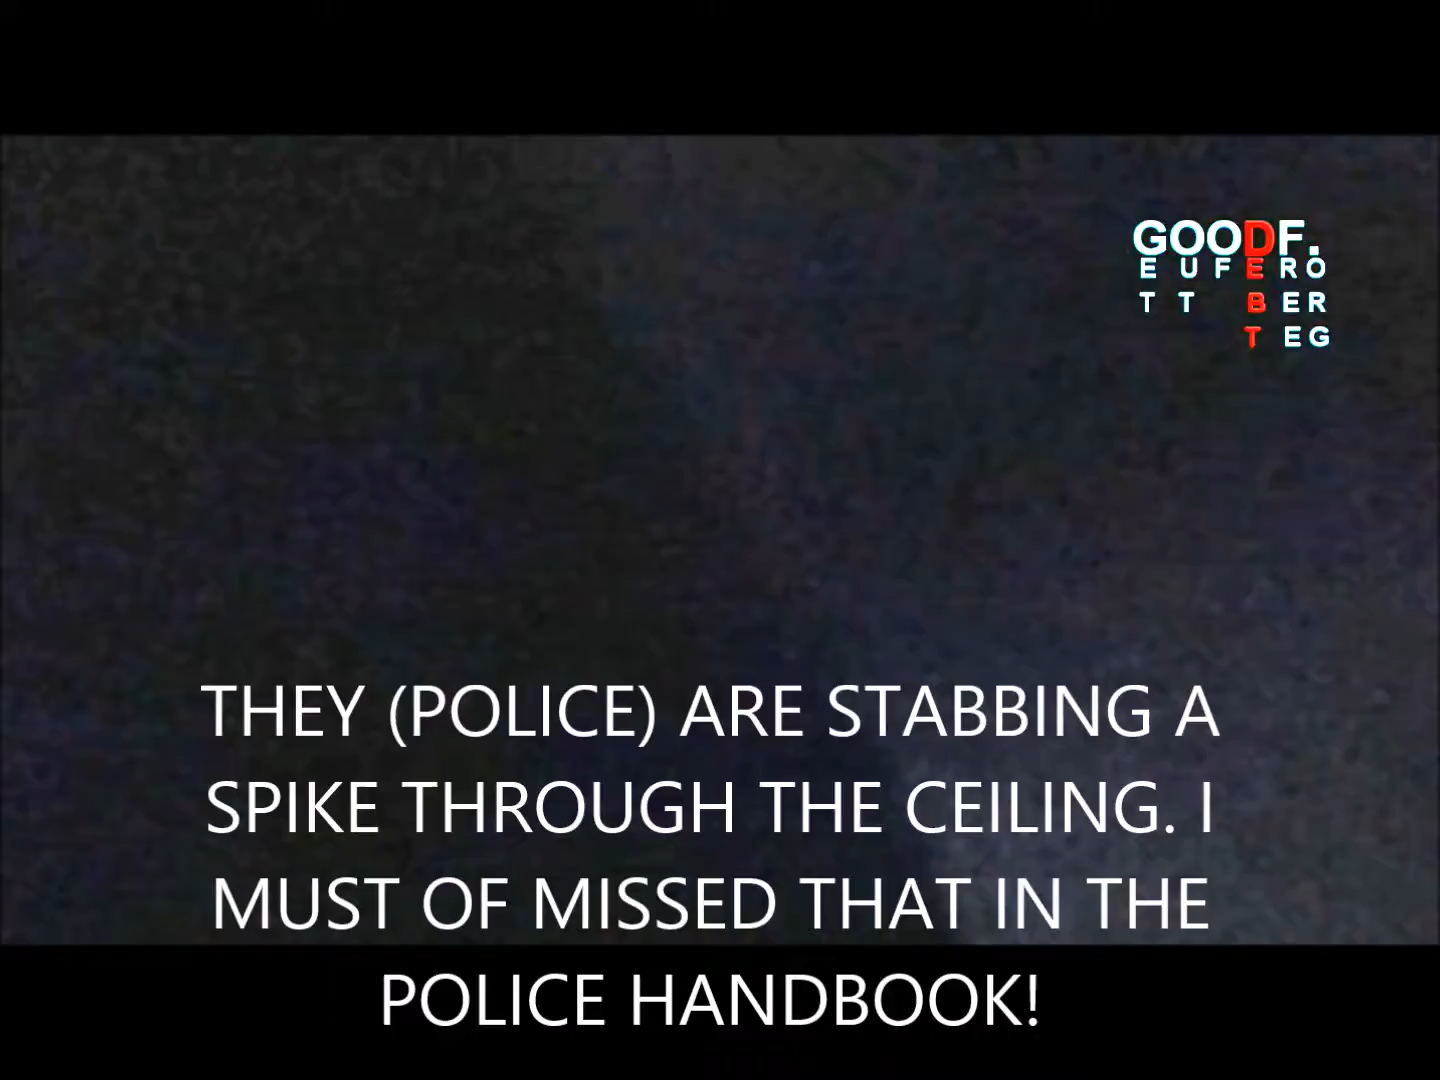 GOODF.
E U F E R O
T T B E R
T E G
THEY (POLICE) ARE STABBING A
SPIKE THROUGH THE CEILING. I
MUST OF MISSED THAT IN THE
POLICE HANDBOOK!